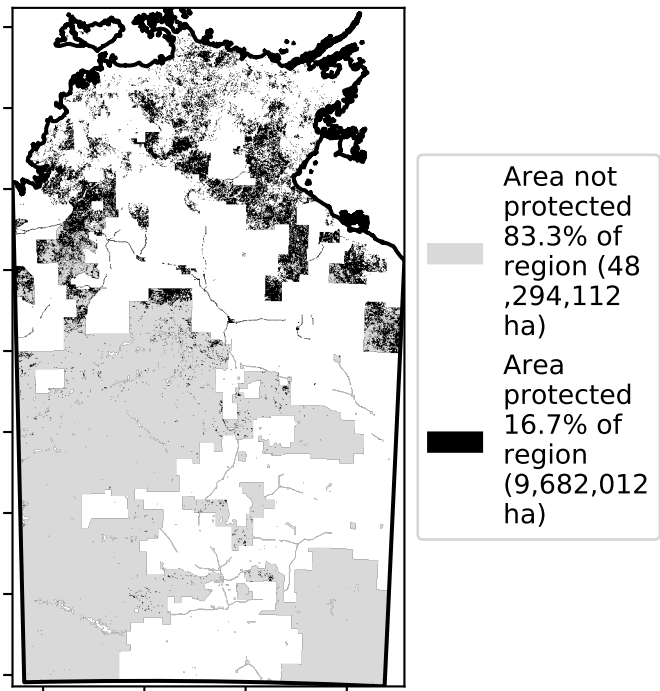 Area not
protected
83.3% of
region (48
,294,112
ha)
Area
protected
16.7% of
region
(9,682,012
ha)